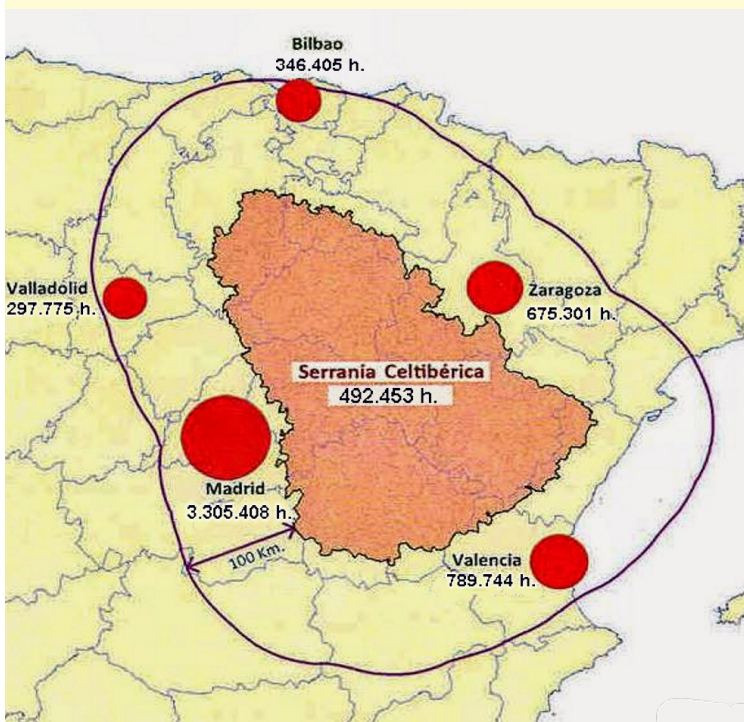 Bilbao
346.405 h.
Valladolid
297.775 h.
Zaragoza
675.301 h.
Serranía Celtibérica
492.453 h.
Madrid
3.305.408 h.
100 Km.
Valencia
789.744 h.